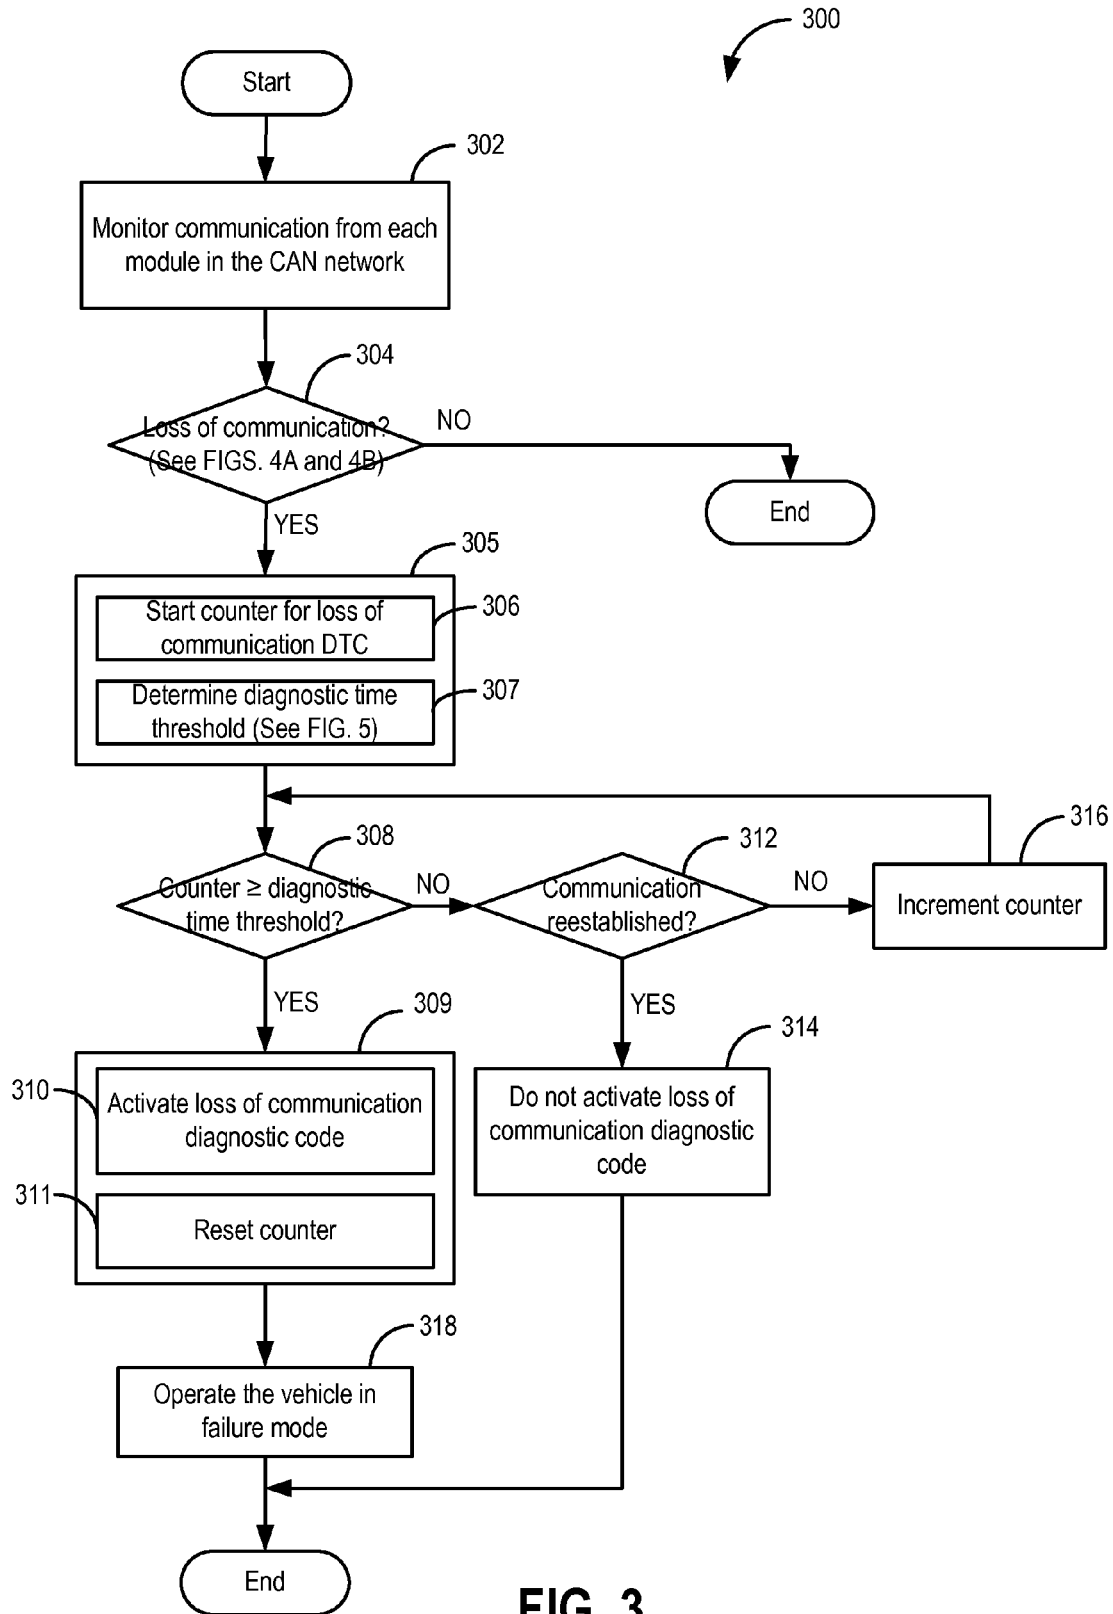 300
Start
302
Monitor communication from each
module in the CAN network
304
Loss of communication?
(See FIGS. 4A and 4B)
NO
End
YES
305
Start counter for loss of
communication DTC
306
Determine diagnostic time
threshold (See FIG. 5)
307
308
Counter ≥ diagnostic
time threshold?
NO
312
Communication
reestablished?
NO
316
Increment counter
YES
309
310
Activate loss of communication
diagnostic code
311
Reset counter
YES
314
Do not activate loss of
communication diagnostic
code
318
Operate the vehicle in
failure mode
End
FIG. 3